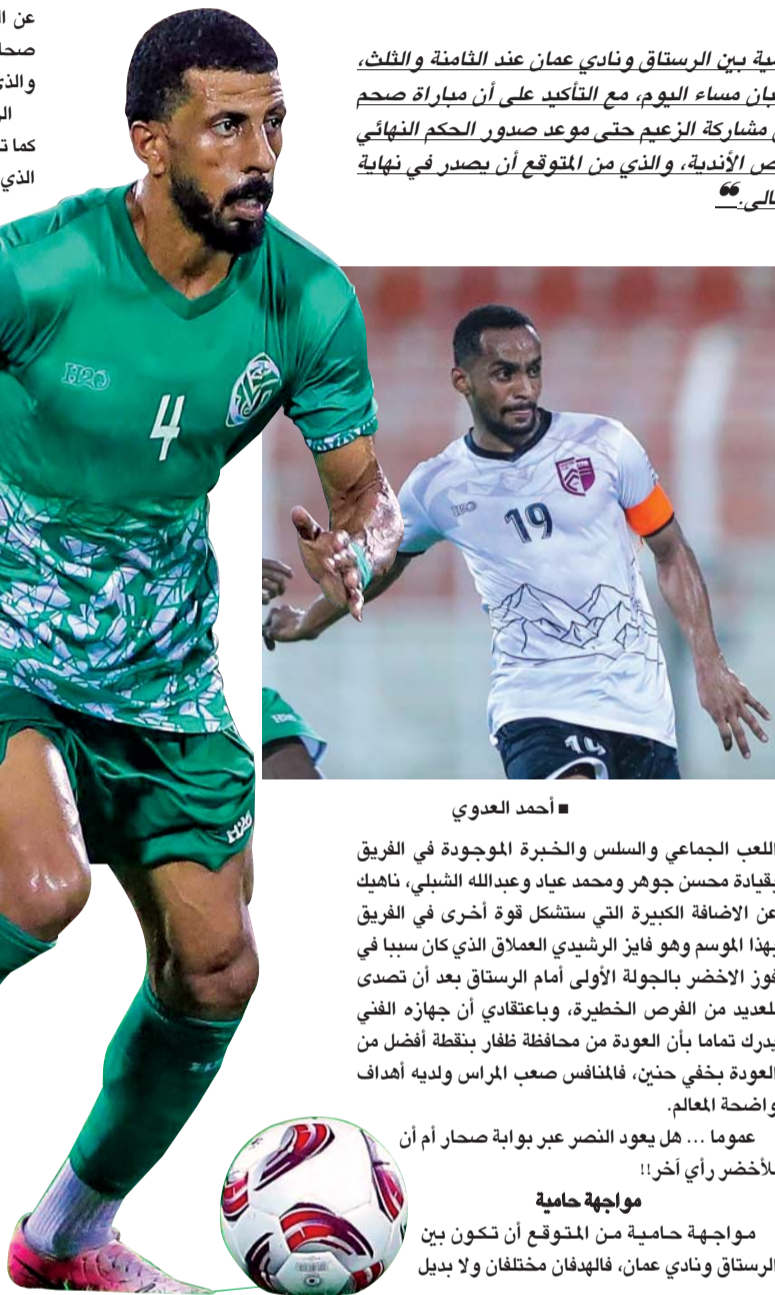 عن
والذي
كما
الذي
بين الرستاق ونادي عمان عند الثامنة والثلث،
مساء اليوم، مع التأكيد على أن مباراة صحم
مشاركة الزعيم حتى موعد صدور الحكم النهائي
الأندية، والذي من المتوقع أن يصدر في نهاية
❝
H2O
4
H2O
19
19
H2O
■ أحمد العدوي
اللعب الجماعي والسلس والخبرة الموجودة في الفريق
بقيادة محسن جوهر ومحمد عياد وعبدالله الشبلي، ناهيك
عن الاضافة الكبيرة التي ستشكل قوة أخرى في الفريق
بهذا الموسم وهو فايز الرشيدي العملاق الذي كان سببا في
فوز الاخضر بالجولة الأولى أمام الرستاق بعد أن تصدى
للعديد من الفرص الخطيرة، وباعتقادي أن جهازه الفني
يدرك تماما بأن العودة من محافظة ظفار بنقطة أفضل من
العودة بخفي حنين، فالمنافس صعب المراس ولديه أهداف
واضحة المعالم.
عموما ... هل يعود النصر عبر بوابة صحار أم أن
للأخضر رأي آخر!!
مواجهة حامية
مواجهة حامية من المتوقع أن تكون بين
الرستاق ونادي عمان، فالهدفان مختلفان ولا بديل